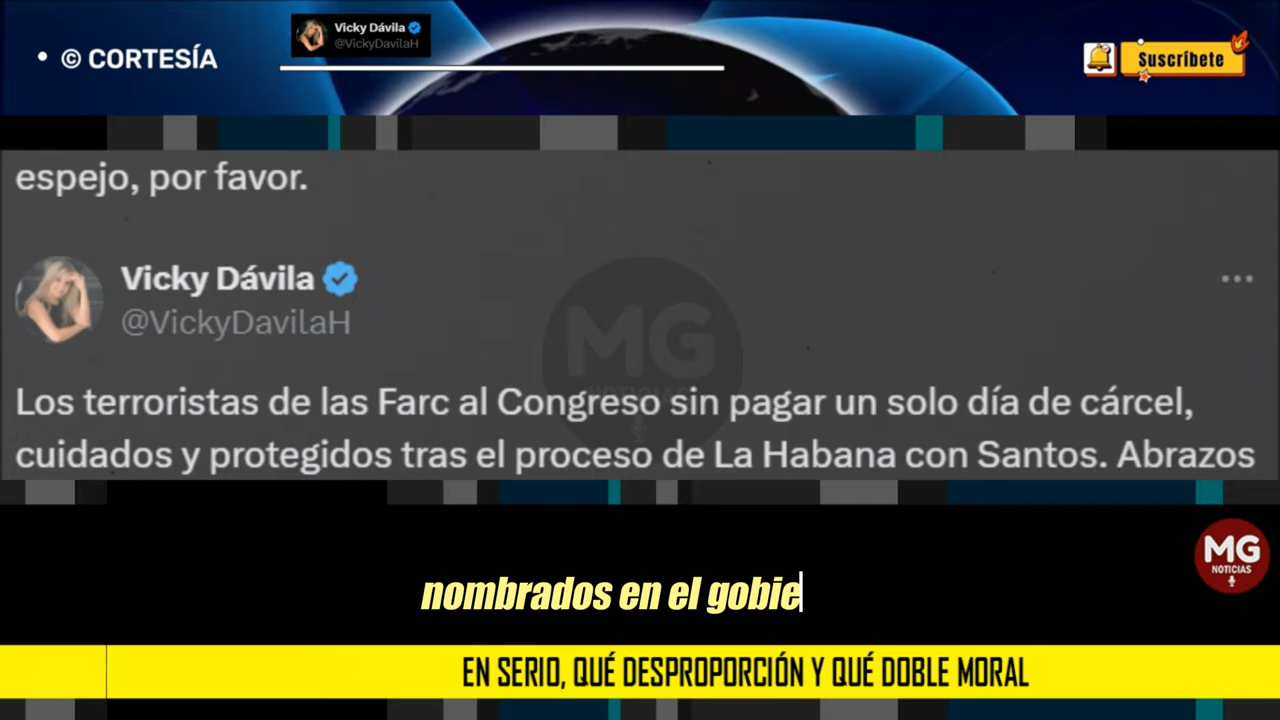 • © CORTESÍA
Vicky Dávila
@VickyDavilaH
Suscríbete
espejo, por favor.
Vicky Dávila
@VickyDavilaH
Los terroristas de las Farc al Congreso sin pagar un solo día de cárcel,
cuidados y protegidos tras el proceso de La Habana con Santos. Abrazos
MG
NOTICIAS
nombrados en el gobie
MG
NOTICIAS
EN SERIO, QUÉ DESPROPORCIÓN Y QUÉ DOBLE MORAL